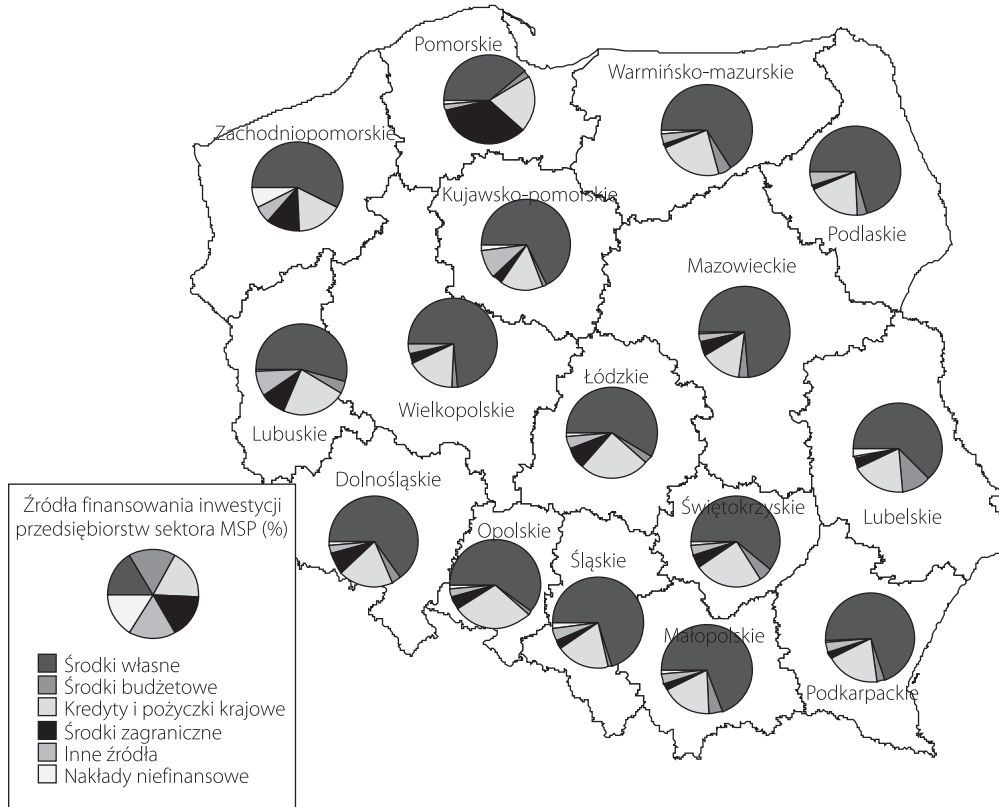 Pomorskie
Warmińsko-mazurskie
Zachodniopomorskie
Kujawsko-pomorskie
Podlaskie
Mazowieckie
Łódzkie
Wielkopolskie
Lubuskie
Dolnośląskie
Opolskie
Świętokrzyskie
Lubelskie
Śląskie
Małopolskie
Podkarpackie
Źródła finansowania inwestycji
przedsiębiorstw sektora MSP (%)
Środki własne
Środki budżetowe
Kredyty i pożyczki krajowe
Środki zagraniczne
Inne źródła
Nakłady niefinansowe